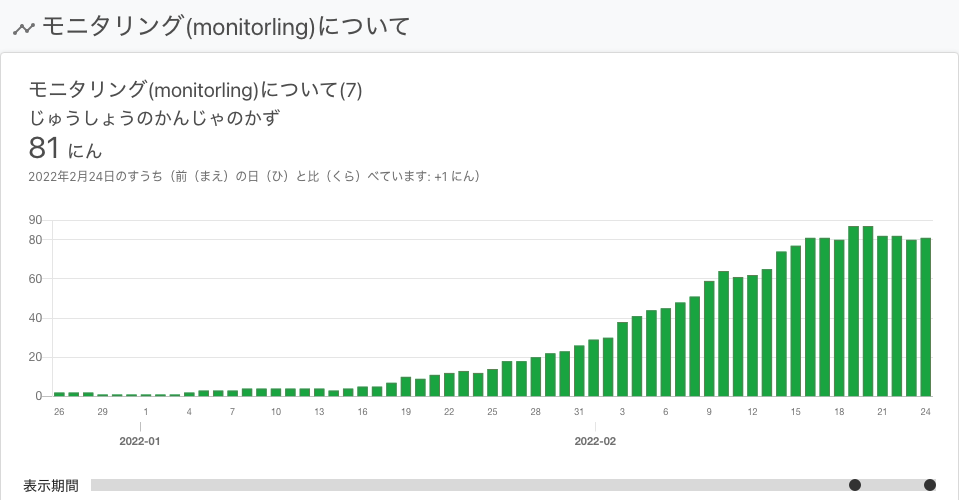 モニタリング(monitorling)について
モニタリング(monitorling)について(7)
じゅうしょうのかんじゃのかず
81 にん
2022年2月24日のすうち（前（まえ）の日（ひ）と比（くら）べています: +1 にん）
90
80
60
40
20
0
26 29 1 4 7 10 13 16 19 22 25 28 31 3 6 9 12 15 18 21 24
2022-01 2022-02
表示期間